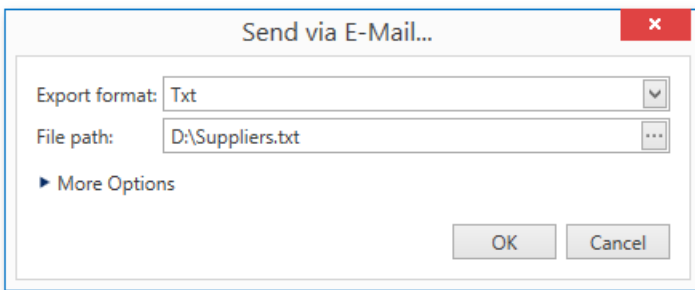 Send via E-Mail...
Export format: Txt
File path: D:\Suppliers.txt
More Options
OK Cancel